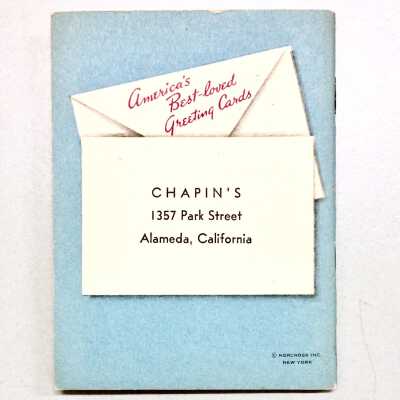 America's
Best-loved
Greeting Cards
CHAPIN'S
1357 Park Street
Alameda, California
© NORCROSS INC.
NEW YORK